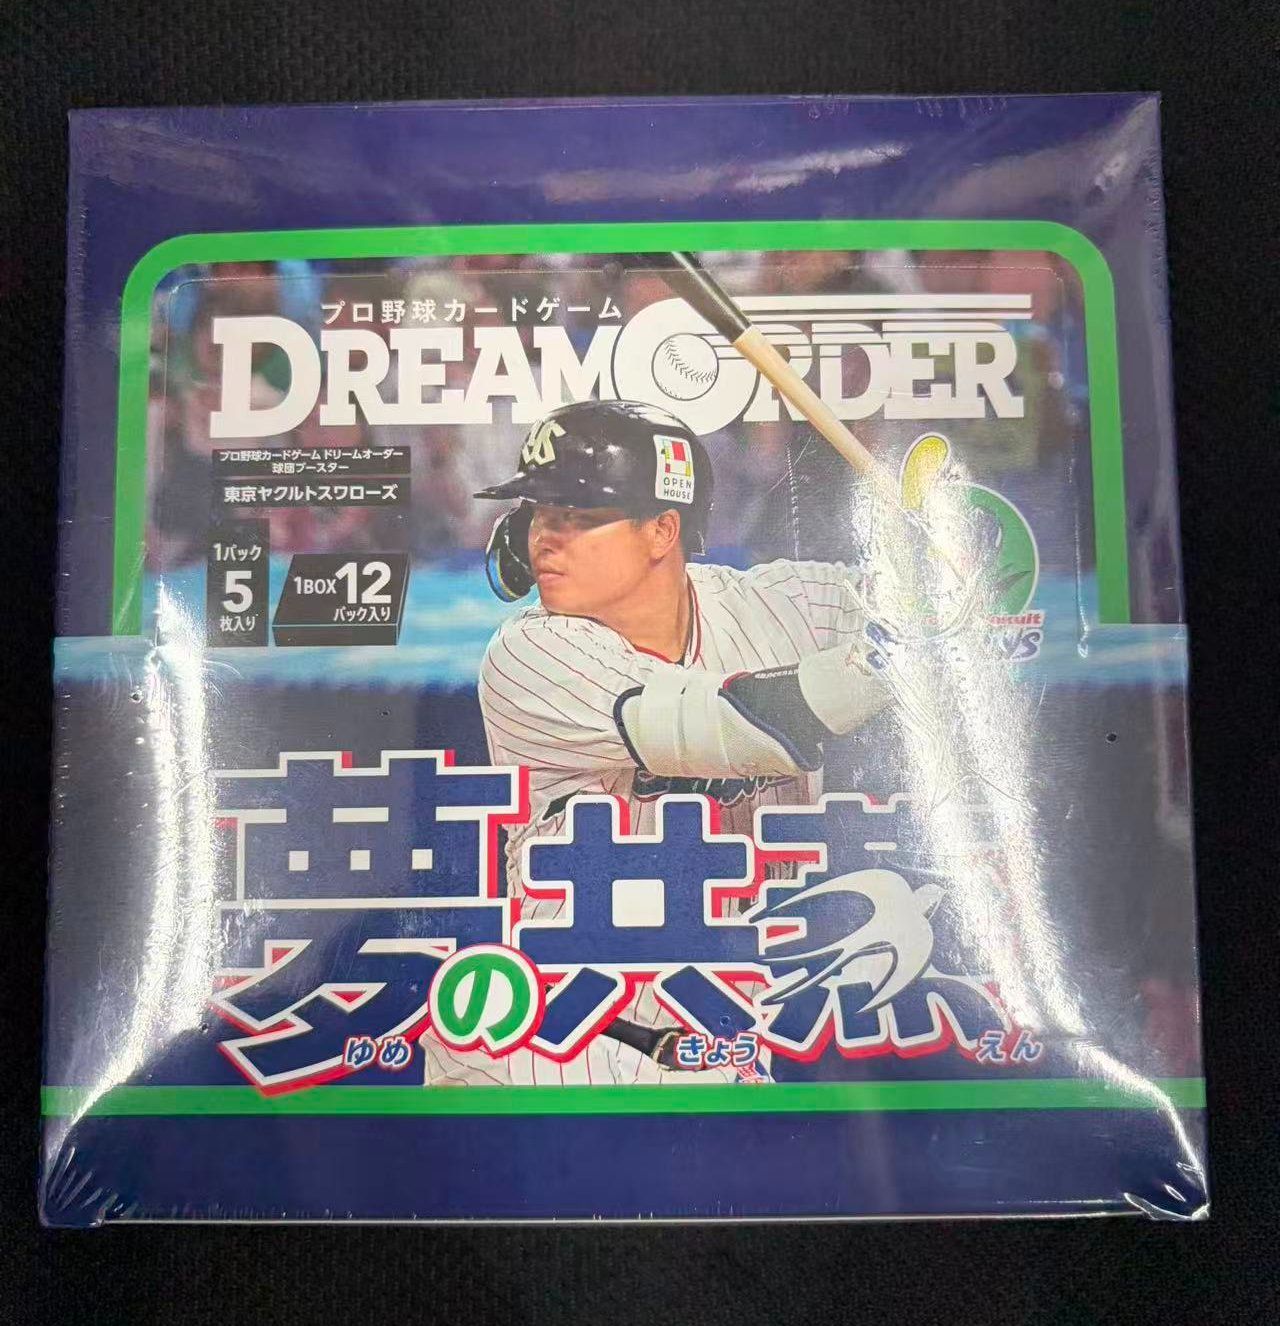 プロ野球カードゲーム
DREAM ORDER
プロ野球カードゲーム ドリームオーダー
球団ブースター
東京ヤクルトスワローズ
1パック
5
枚入り
1BOX 12
パック入り
YS
OPEN
HOUSE
夢の共燕
ゆめ きょう えん